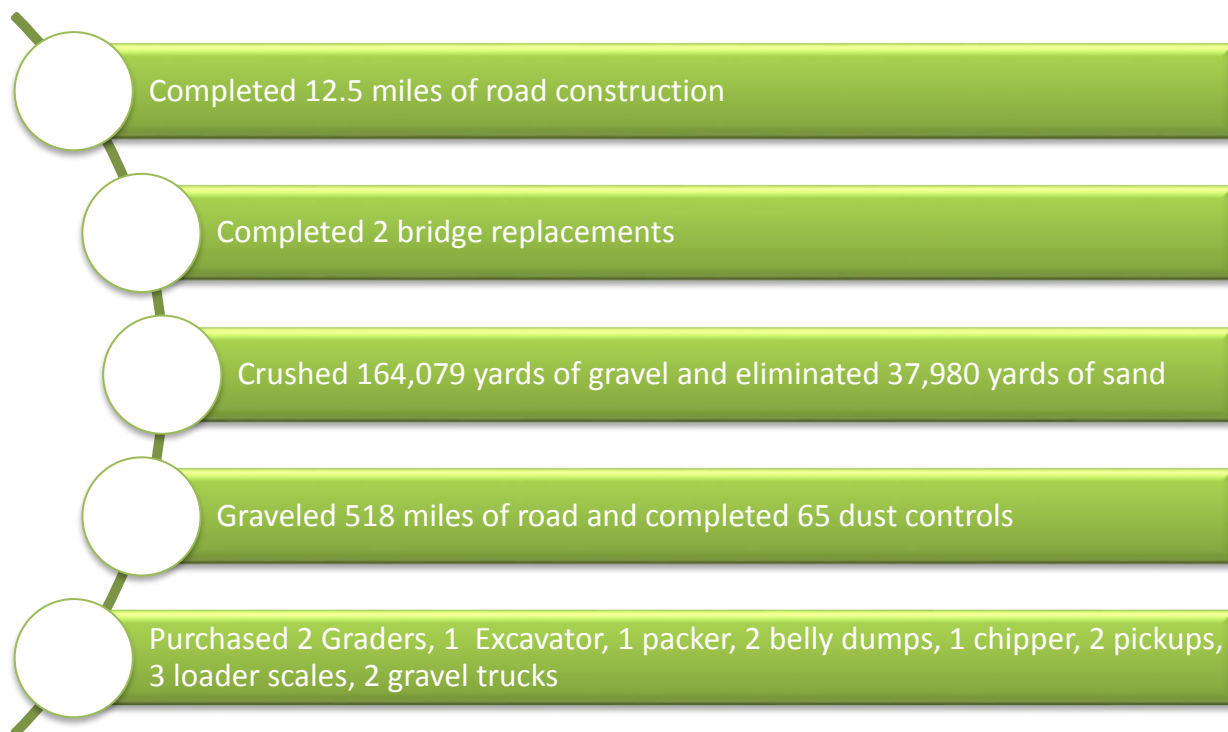 Completed 12.5 miles of road construction
Completed 2 bridge replacements
Crushed 164,079 yards of gravel and eliminated 37,980 yards of sand
Graveled 518 miles of road and completed 65 dust controls
Purchased 2 Graders, 1  Excavator, 1 packer, 2 belly dumps, 1 chipper, 2 pickups,
3 loader scales, 2 gravel trucks